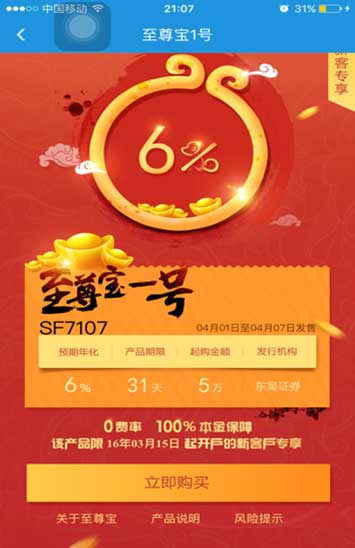 中国移动 21:07 31%
至尊宝1号
新客专享
6%
至尊宝一号
SF7107 04月01日至04月07日发售
预期年化 产品期限 起购金额 发行机构
6% 31天 5万 东吴证券
0费率 100%本金保障
该产品限 16年03月15日 起开户的新客户专享
立即购买
关于至尊宝 产品说明 风险提示